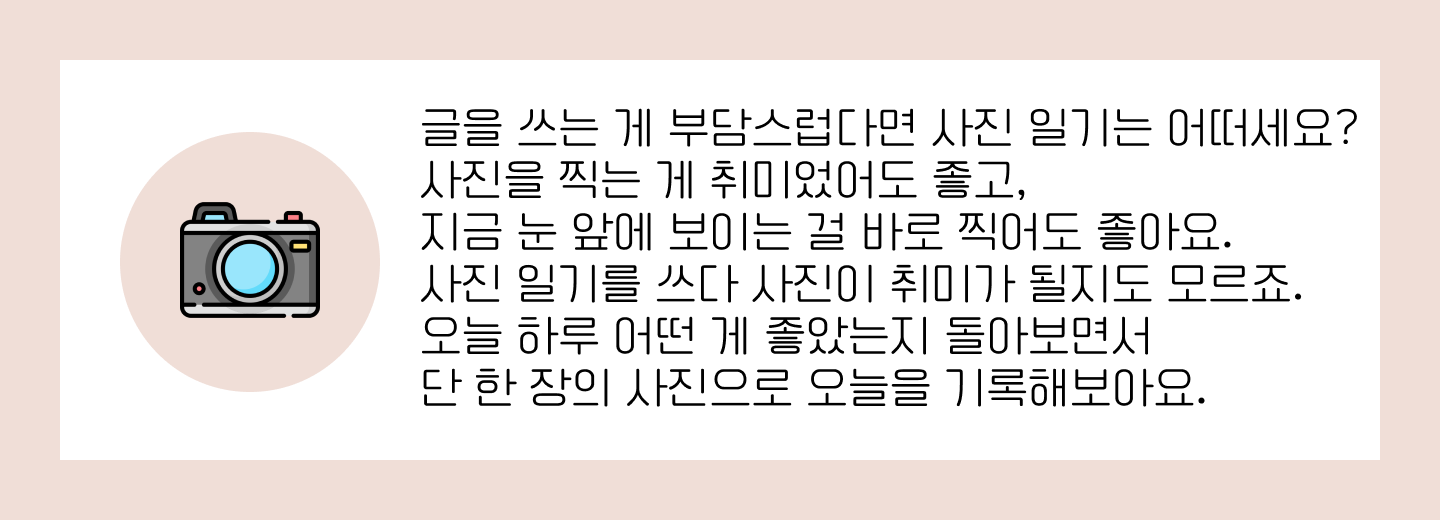 글을 쓰는 게 부담스럽다면 사진 일기는 어떠세요?
사진을 찍는 게 취미었어도 좋고,
지금 눈 앞에 보이는 걸 바로 찍어도 좋아요.
사진 일기를 쓰다 사진이 취미가 될지도 모르죠.
오늘 하루 어떤 게 좋았는지 돌아보면서
단 한 장의 사진으로 오늘을 기록해보아요.